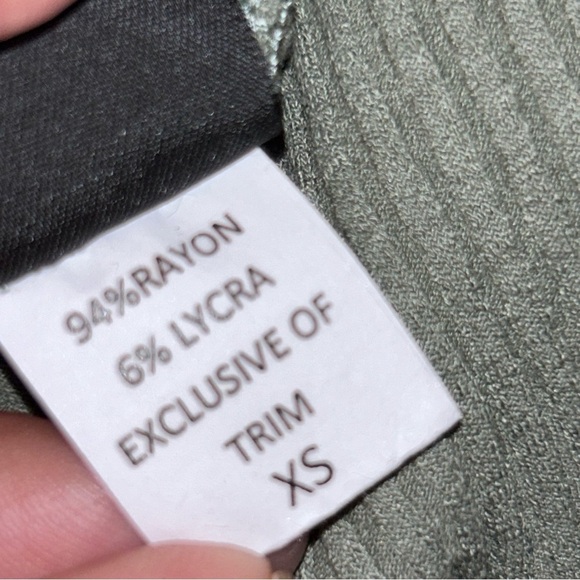 94%RAYON
6% LYCRA
EXCLUSIVE OF
TRIM
XS